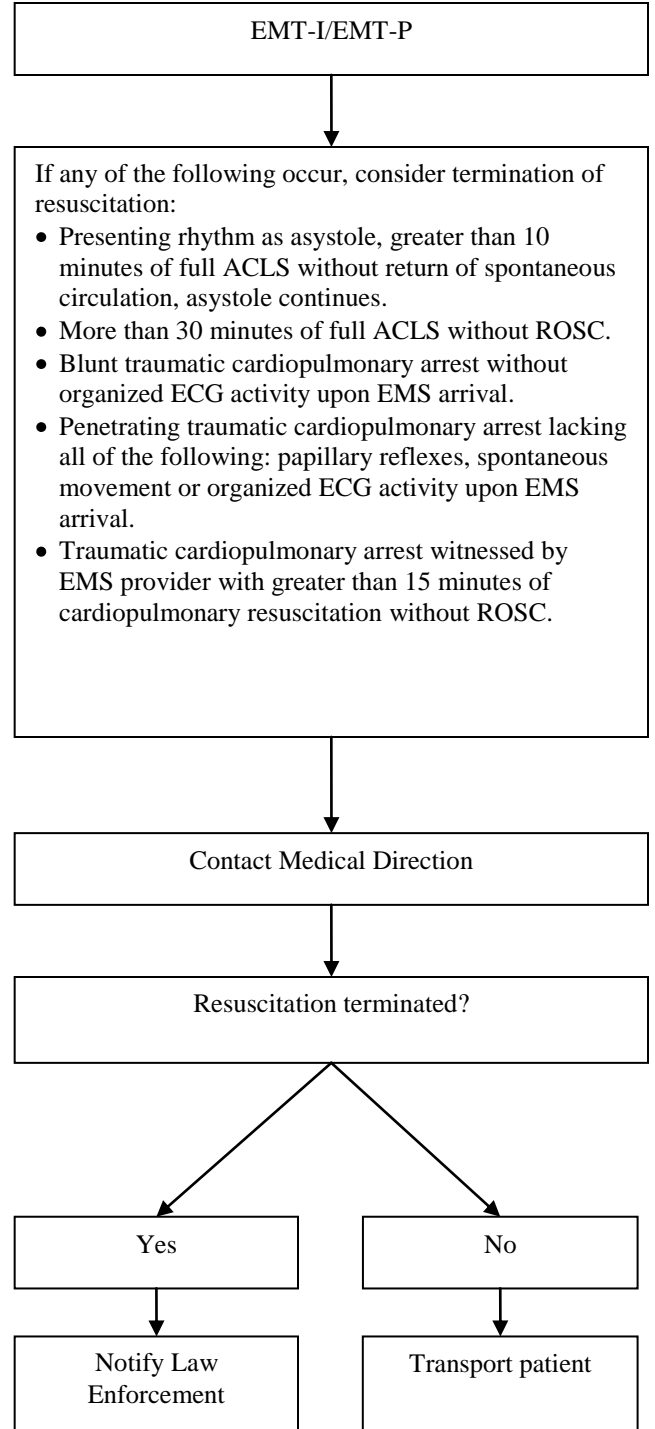 EMT-I/EMT-P
If any of the following occur, consider termination of
resuscitation:
• Presenting rhythm as asystole, greater than 10
minutes of full ACLS without return of spontaneous
circulation, asystole continues.
• More than 30 minutes of full ACLS without ROSC.
• Blunt traumatic cardiopulmonary arrest without
organized ECG activity upon EMS arrival.
• Penetrating traumatic cardiopulmonary arrest lacking
all of the following: papillary reflexes, spontaneous
movement or organized ECG activity upon EMS
arrival.
• Traumatic cardiopulmonary arrest witnessed by
EMS provider with greater than 15 minutes of
cardiopulmonary resuscitation without ROSC.
Contact Medical Direction
Resuscitation terminated?
Yes
No
Notify Law
Enforcement
Transport patient